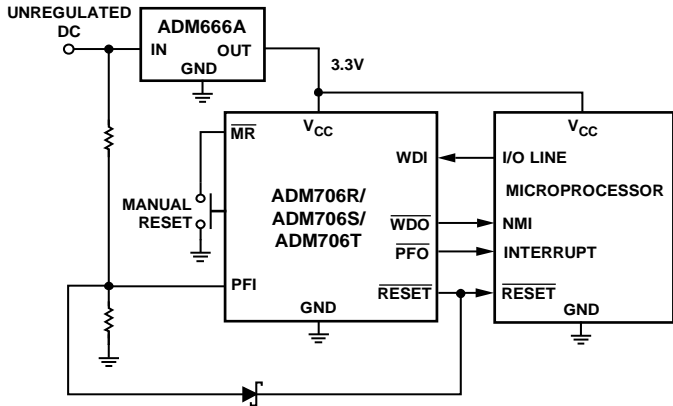 UNREGULATED
DC
ADM666A
IN
OUT
GND
3.3V
MR
VCC
WDI
MANUAL
RESET
ADM706R/
ADM706S/
ADM706T
WDO
PFO
PFI
RESET
GND
VCC
I/O LINE
MICROPROCESSOR
NMI
INTERRUPT
RESET
GND